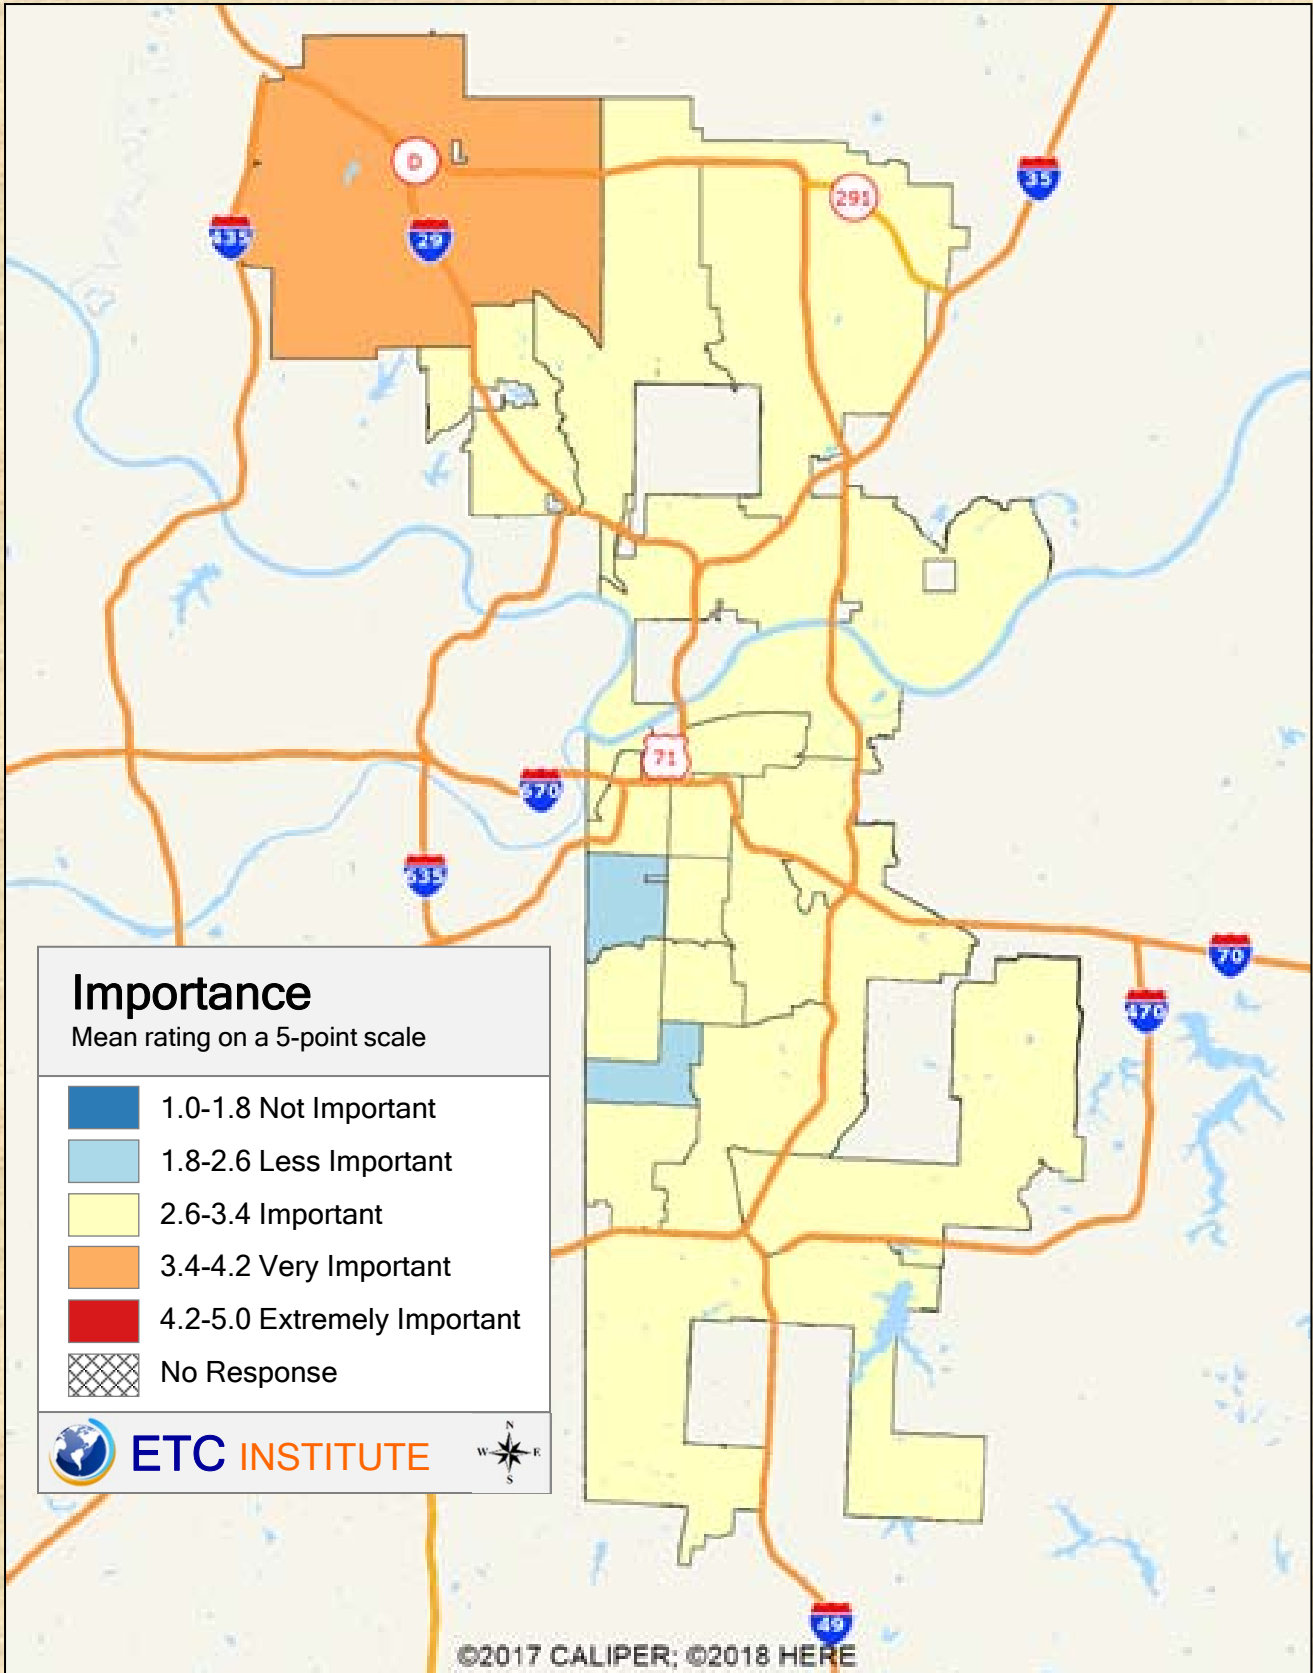 D
291
35
435
29
71
670
635
70
470
Importance
Mean rating on a 5-point scale
1.0-1.8 Not Important
1.8-2.6 Less Important
2.6-3.4 Important
3.4-4.2 Very Important
4.2-5.0 Extremely Important
No Response
ETC INSTITUTE
N
W E
S
49
©2017 CALIPER; ©2018 HERE